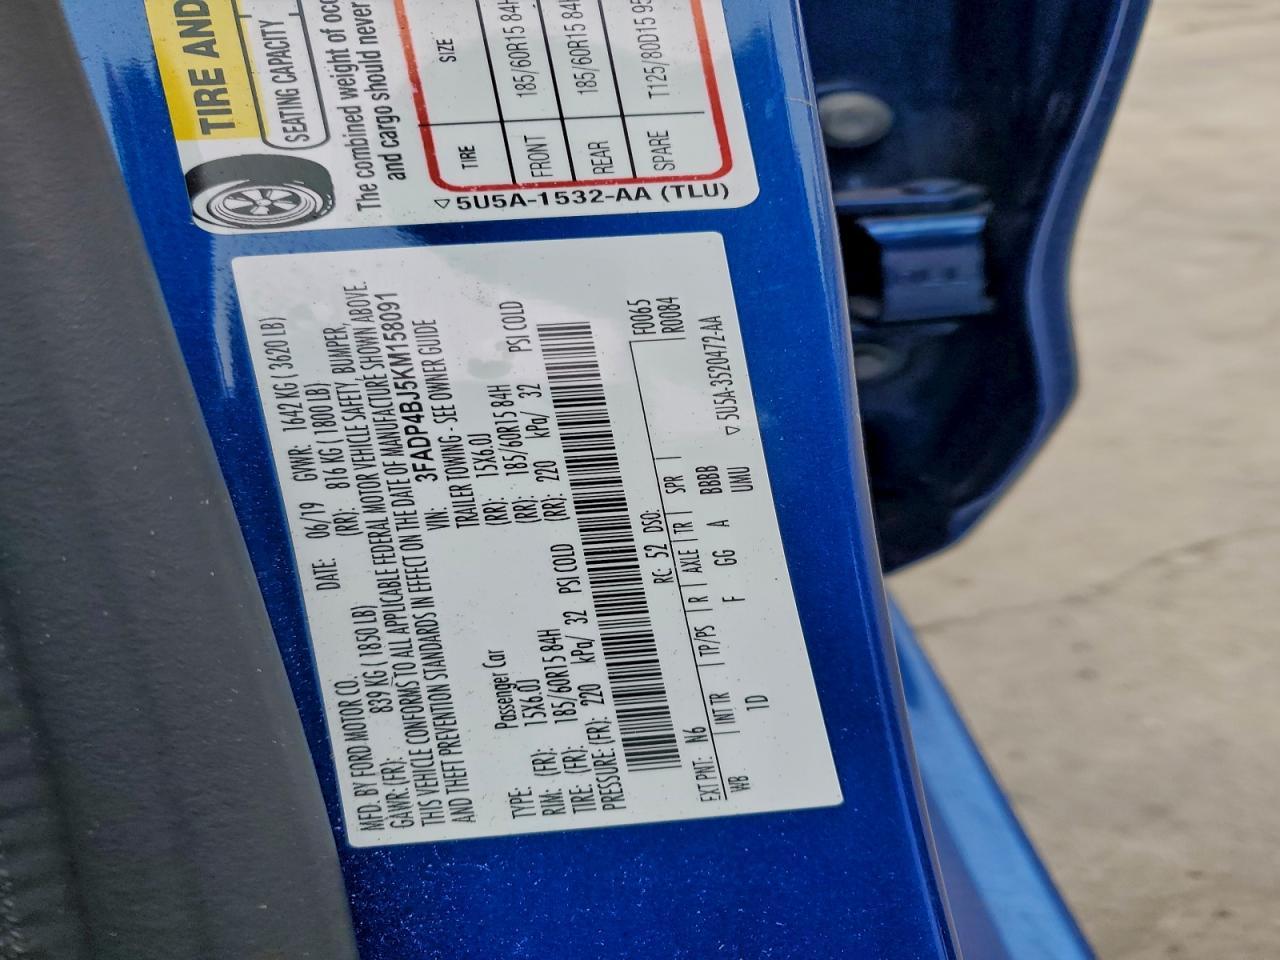 TIRE AND
SEATING CAPACITY
The combined weight of occ
and cargo should never
TIRE SIZE
FRONT 185/60R15 84H
REAR 185/60R15 84H
SPARE T125/80D15 95
5U5A-1532-AA (TLU)
MFD. BY FORD MOTOR CO. DATE: 06/19 GVWR: 1642 KG ( 3620 LB)
GAWR: (FR): 839 KG ( 1850 LB) (RR): 816 KG ( 1800 LB)
THIS VEHICLE CONFORMS TO ALL APPLICABLE FEDERAL MOTOR VEHICLE SAFETY, BUMPER,
AND THEFT PREVENTION STANDARDS IN EFFECT ON THE DATE OF MANUFACTURE SHOWN ABOVE.
VIN: 3FADP4BJ5KM158091
TYPE: Passenger Car TRAILER TOWING - SEE OWNER GUIDE
RIM: (FR): 15X6.0J (RR): 15X6.0J
TIRE: (FR): 185/60R15 84H (RR): 185/60R15 84H
PRESSURE: (FR): 220 kPa/ 32 PSI COLD (RR): 220 kPa/ 32 PSI COLD
EXT PNT: N6 RC: 52 DSO: F0065
R0084
WB INT TR TP/PS R AXLE TR SPR
1D F GG A BBBB
UMU
5U5A-3520472-AA